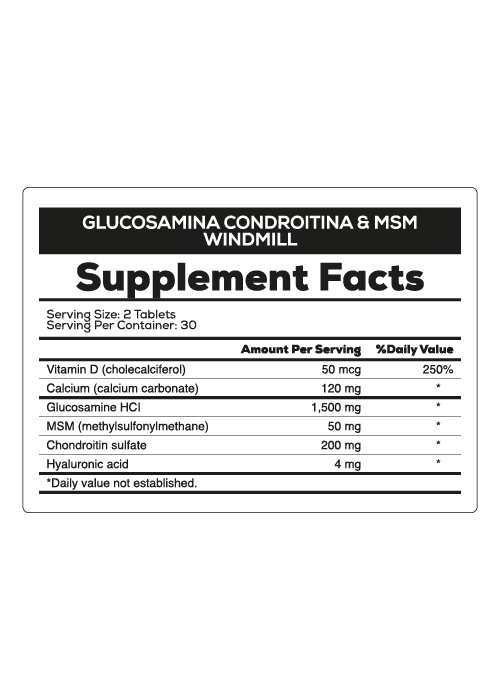 GLUCOSAMINA CONDROITINA & MSM
WINDMILL
Supplement Facts
Serving Size: 2 Tablets
Serving Per Container: 30
Amount Per Serving %Daily Value
Vitamin D (cholecalciferol) 50 mcg 250%
Calcium (calcium carbonate) 120 mg *
Glucosamine HCl 1,500 mg *
MSM (methylsulfonylmethane) 50 mg *
Chondroitin sulfate 200 mg *
Hyaluronic acid 4 mg *
*Daily value not established.